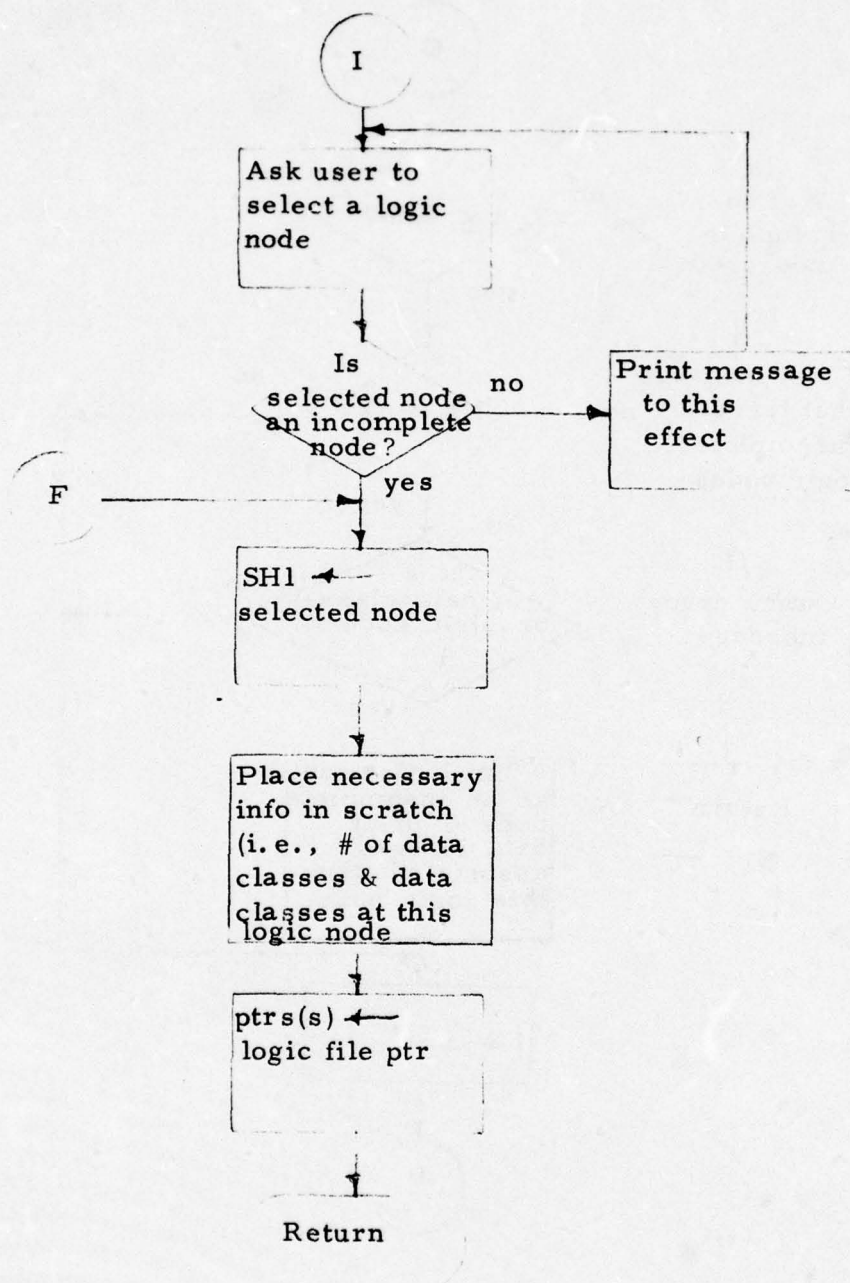 I
Ask user to
select a logic
node
Is
selected node
an incomplete
node?
no
Print message
to this
effect
yes
F
SH1 ←
selected node
Place necessary
info in scratch
(i.e., # of data
classes & data
classes at this
logic node
ptrs(s) ←
logic file ptr
Return